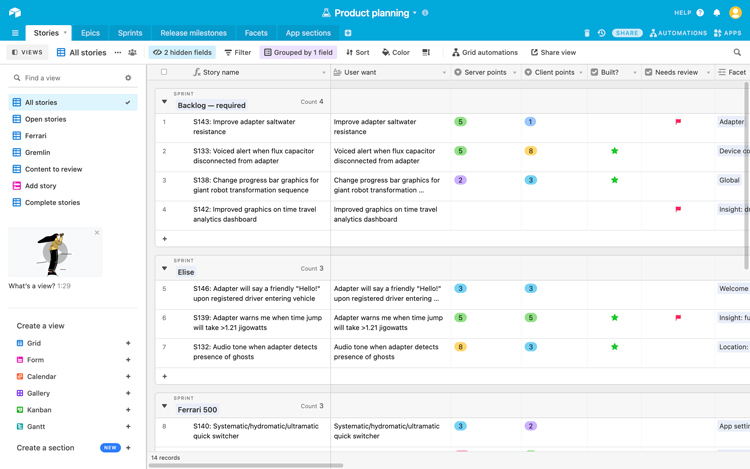 Product planning
HELP
Stories
Epics
Sprints
Release milestones
Facets
App sections
SHARE
AUTOMATIONS
APPS
VIEWS
All stories
2 hidden fields
Filter
Grouped by 1 field
Sort
Color
Grid automations
Share view
Find a view
All stories
Open stories
Ferrari
Gremlin
Content to review
Add story
Complete stories
What's a view? 1:29
Create a view
Grid
Form
Calendar
Gallery
Kanban
Gantt
Create a section
NEW
Story name
User want
Server points
Client points
Built?
Needs review
Facet
SPRINT
Backlog — required
Count 4
1
S143: Improve adapter saltwater
resistance
Improve adapter saltwater
resistance
5
1
Adapter
2
S133: Voiced alert when flux capacitor
disconnected from adapter
Voiced alert when flux capacitor
disconnected from adapter
5
8
Device co
3
S138: Change progress bar graphics for
giant robot transformation sequence
Change progress bar graphics for
giant robot transformation ...
2
3
Global
4
S142: Improved graphics on time travel
analytics dashboard
Improved graphics on time travel
analytics dashboard
Insight: d
SPRINT
Elise
Count 3
5
S146: Adapter will say a friendly "Hello!"
upon registered driver entering vehicle
Adapter will say a friendly "Hello!"
upon registered driver entering ...
3
3
Welcome
6
S139: Adapter warns me when time jump
will take >1.21 jigowatts
Adapter warns me when time jump
will take >1.21 jigowatts
5
5
Insight: fu
7
S132: Audio tone when adapter detects
presence of ghosts
Audio tone when adapter detects
presence of ghosts
8
3
Location:
SPRINT
Ferrari 500
Count 3
8
S140: Systematic/hydromatic/ultramatic
quick switcher
Systematic/hydromatic/ultramatic
quick switcher
3
2
App setti
14 records